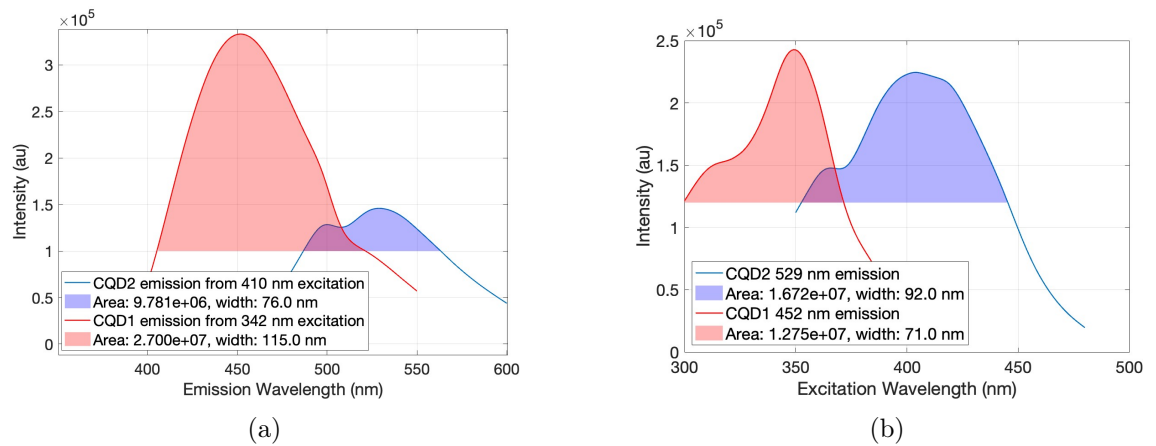 ×10⁵
Intensity (au)
3
2.5
2
1.5
1
0.5
0
CQD2 emission from 410 nm excitation
Area: 9.781e+06, width: 76.0 nm
CQD1 emission from 342 nm excitation
Area: 2.700e+07, width: 115.0 nm
400 450 500 550 600
Emission Wavelength (nm)
(a)
×10⁵
Intensity (au)
2.5
2
1.5
1
0.5
0
CQD2 529 nm emission
Area: 1.672e+07, width: 92.0 nm
CQD1 452 nm emission
Area: 1.275e+07, width: 71.0 nm
300 350 400 450 500
Excitation Wavelength (nm)
(b)